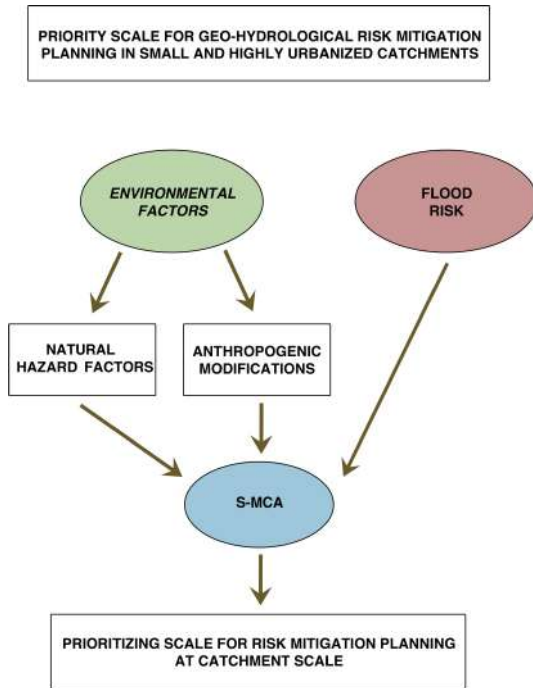 PRIORITY SCALE FOR GEO-HYDROLOGICAL RISK MITIGATION
PLANNING IN SMALL AND HIGHLY URBANIZED CATCHMENTS
ENVIRONMENTAL
FACTORS
FLOOD
RISK
NATURAL
HAZARD FACTORS
ANTHROPOGENIC
MODIFICATIONS
S-MCA
PRIORITIZING SCALE FOR RISK MITIGATION PLANNING
AT CATCHMENT SCALE